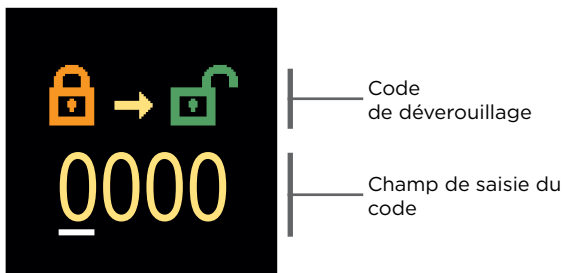 Code
de déverouillage
0000
Champ de saisie du
code